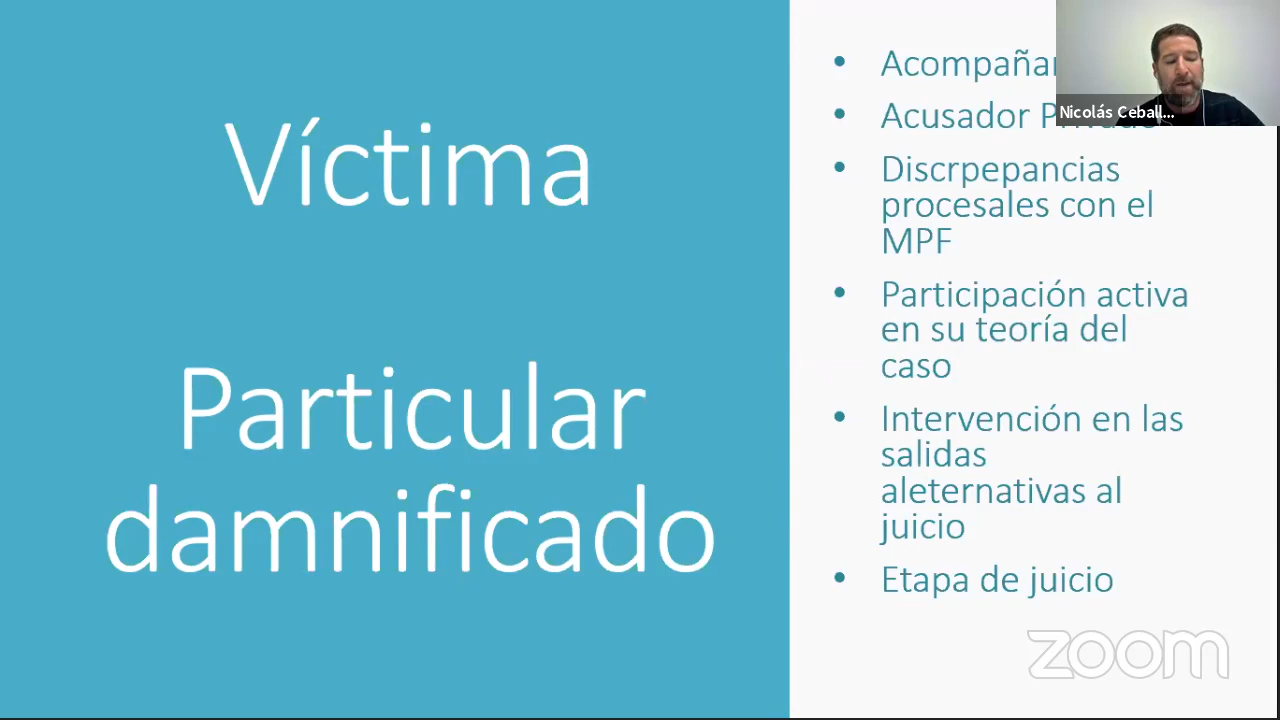 Víctima
Particular
damnificado
• Acusador
• Discrpepancias
procesales con el
MPF
• Participación activa
en su teoría del
caso
• Intervención en las
salidas
aleternativas al
juicio
• Etapa de juicio
Nicolás Ceball...
zoom